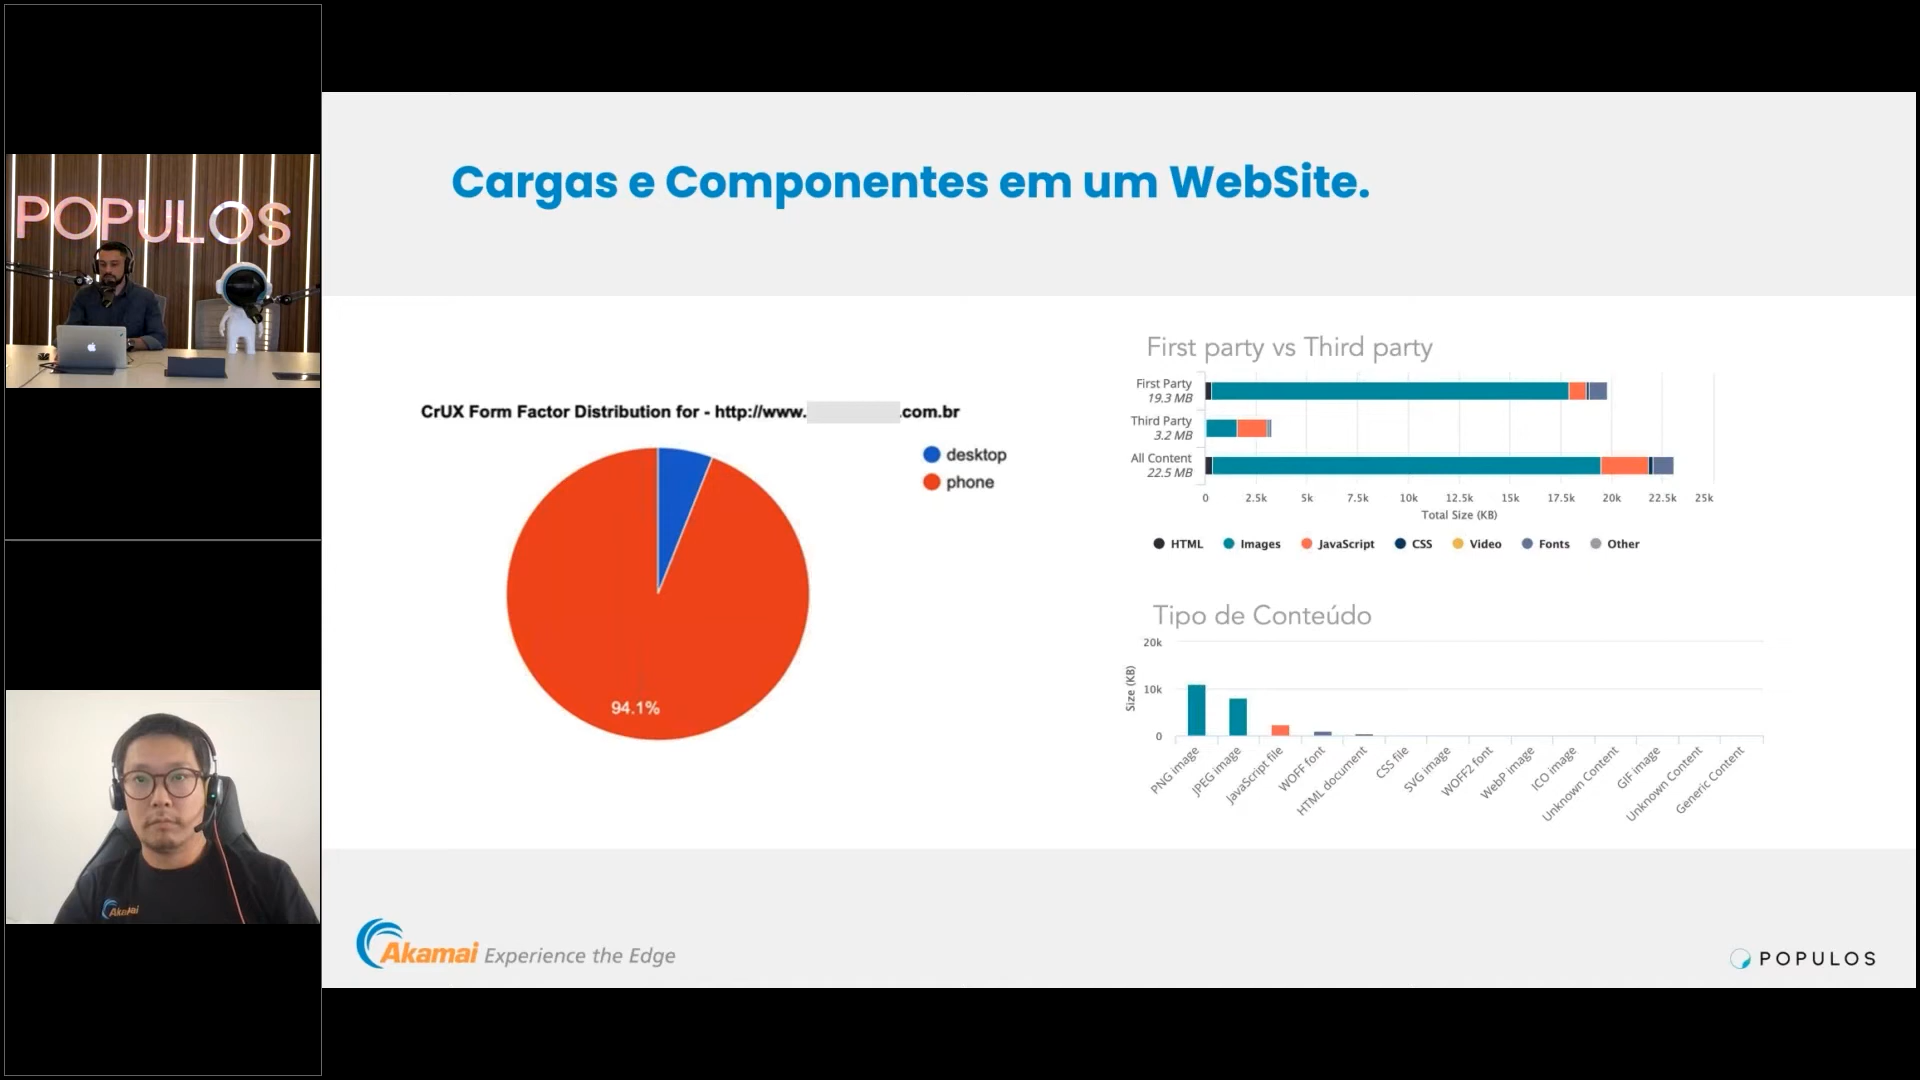 POPULOS
Akamai
Cargas e Componentes em um WebSite.
CrUX Form Factor Distribution for - http://www. .com.br
desktop
phone
94.1%
First party vs Third party
First Party
19.3 MB
Third Party
3.2 MB
All Content
22.5 MB
0 2.5k 5k 7.5k 10k 12.5k 15k 17.5k 20k 22.5k 25k
Total Size (KB)
HTML Images JavaScript CSS Video Fonts Other
Tipo de Conteúdo
20k
10k
0
Size (KB)
PNG image
JPEG image
JavaScript file
WOFF font
HTML document
CSS file
SVG image
WOFF2 font
WebP image
ICO image
Unknown Content
GIF image
Unknown Content
Generic Content
Akamai Experience the Edge
POPULOS